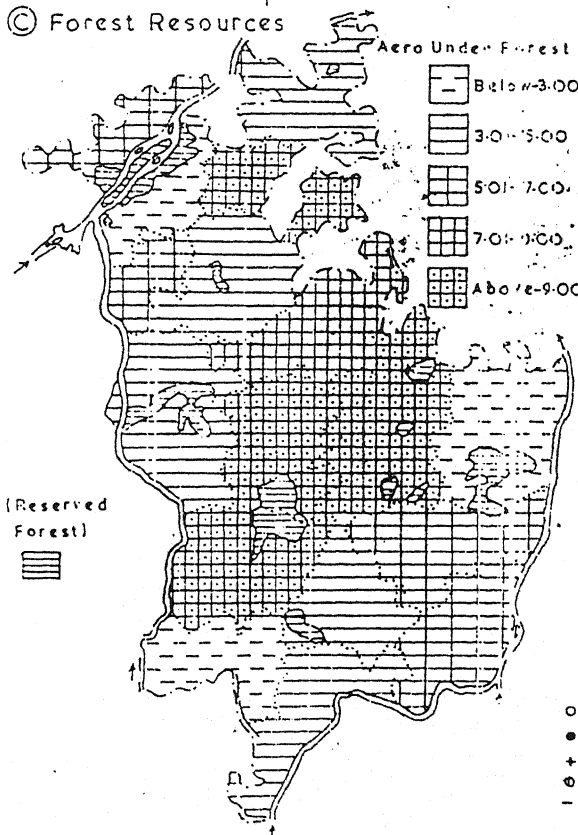 © Forest Resources
Aero Under Forest
Below-3.00
3.01-5.00
5.01-7.00
7.01-9.00
Above-9.00
(Reserved
Forest)